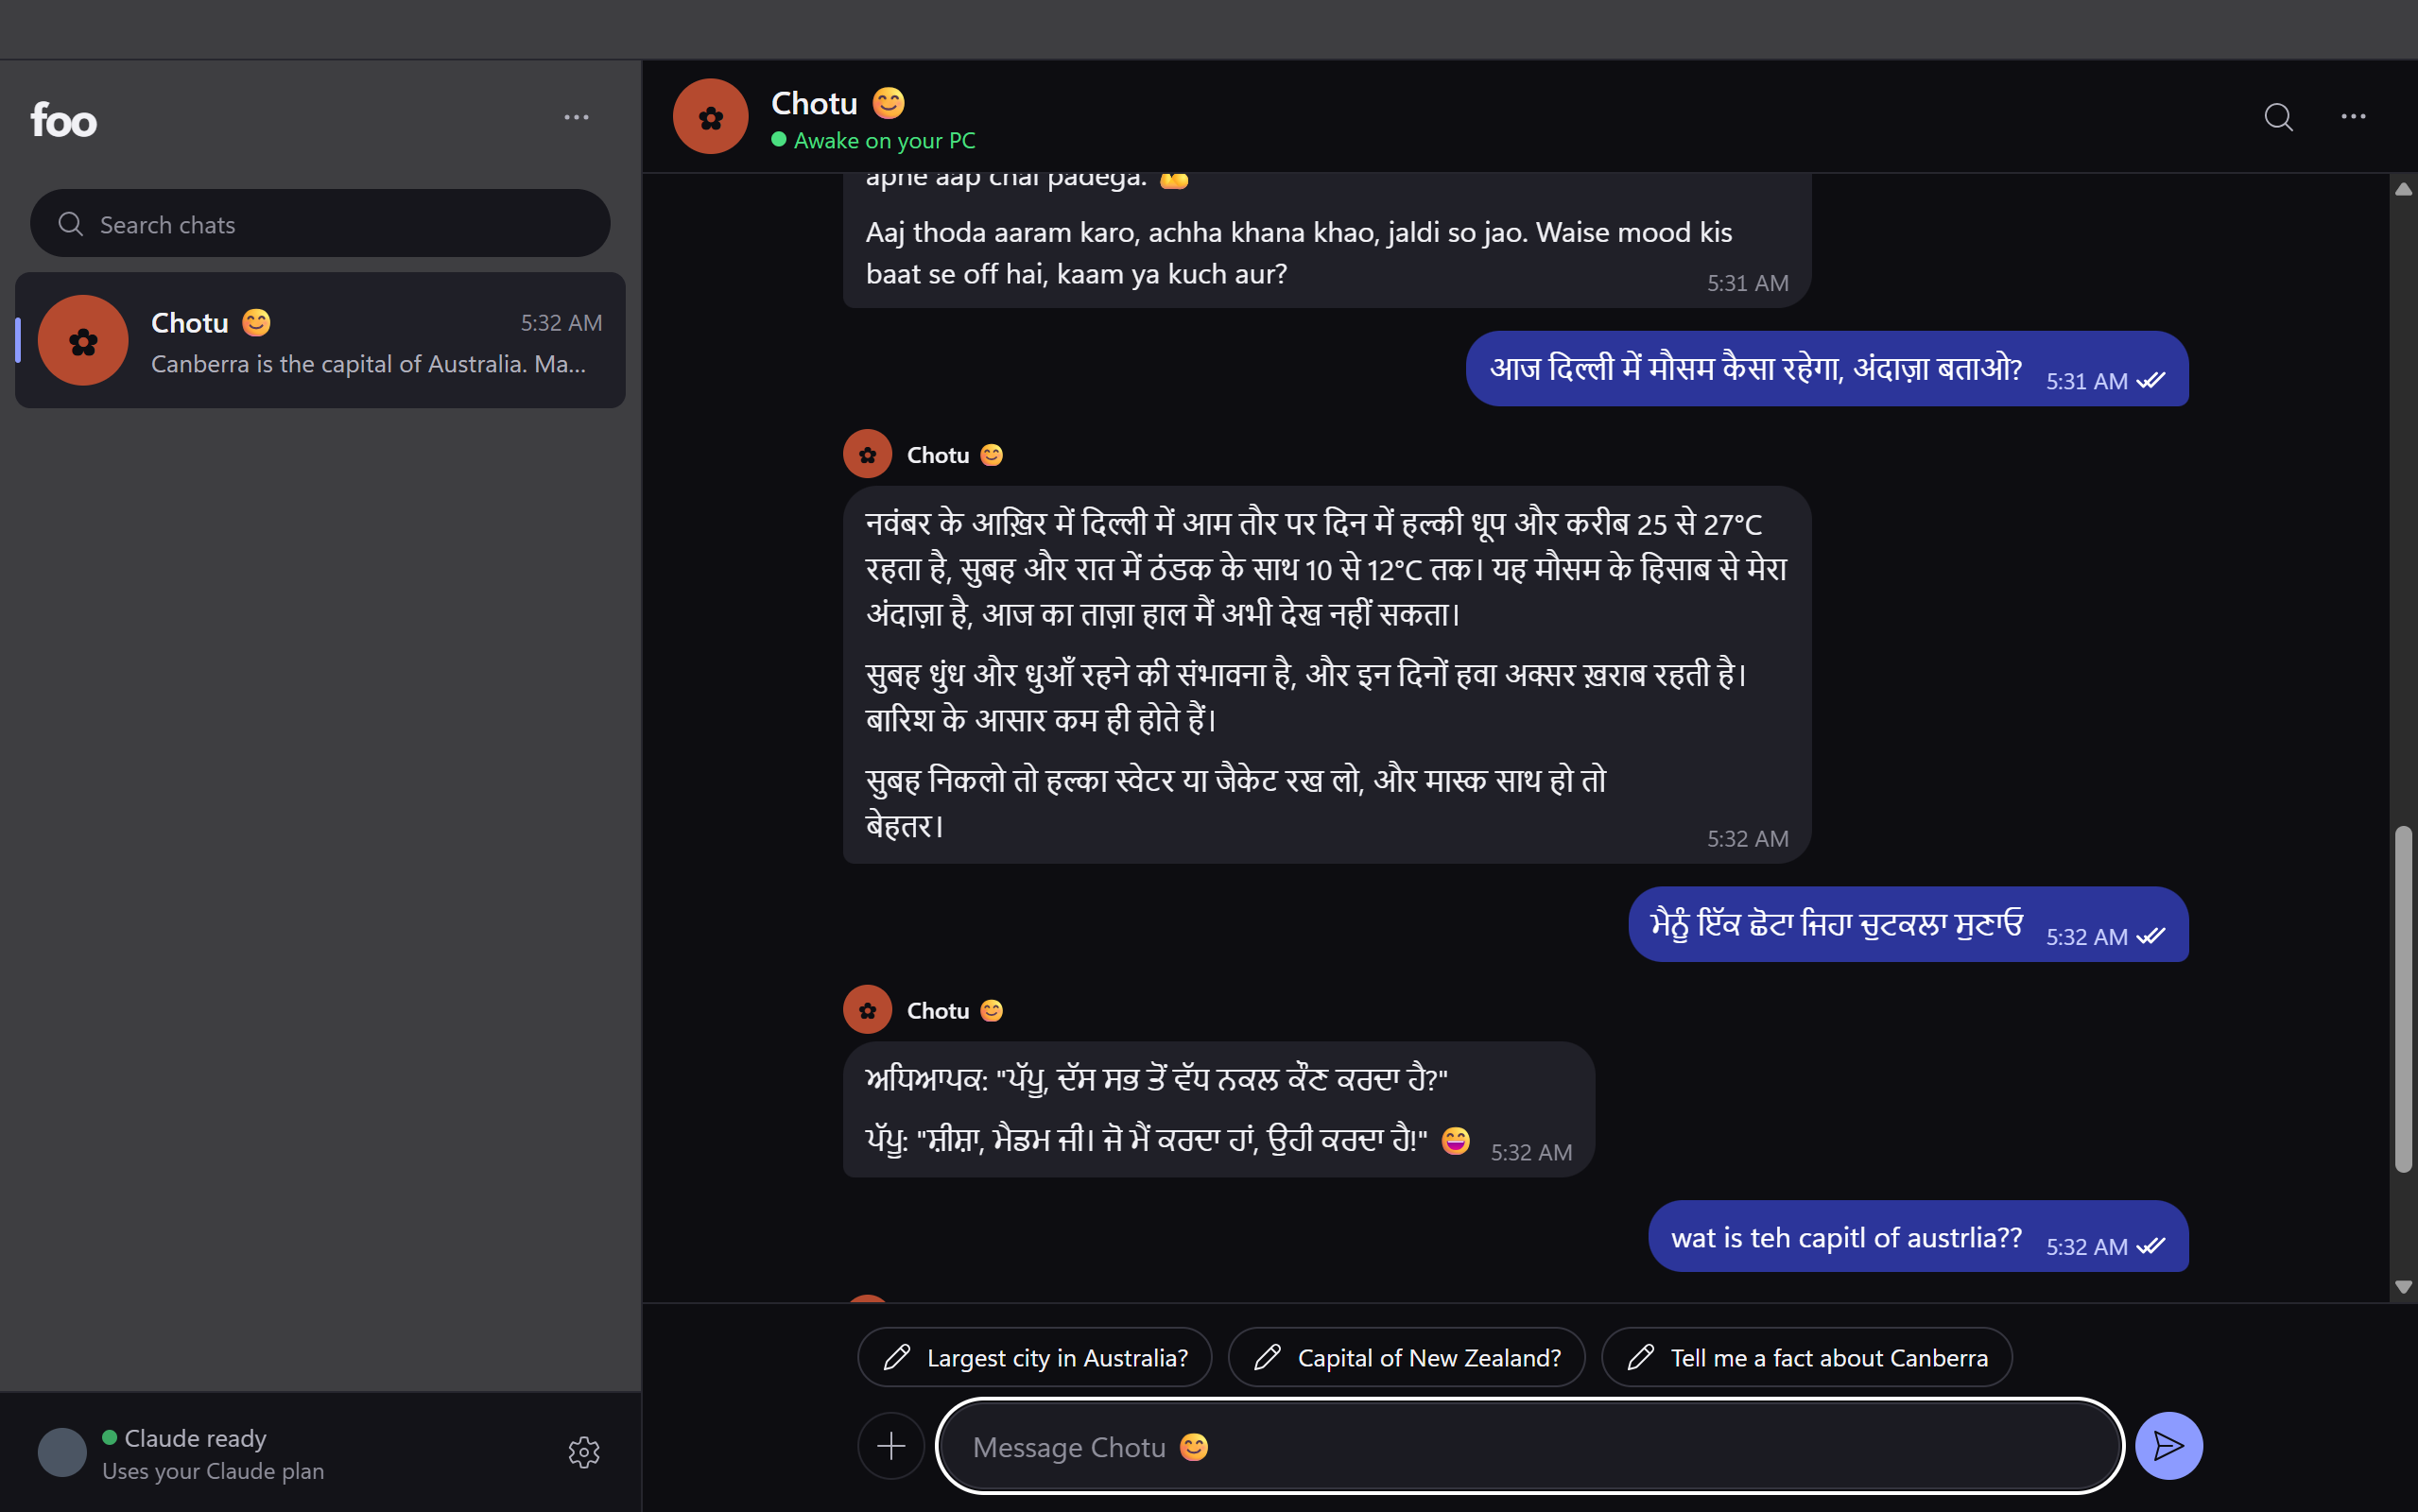 foo
Search chats
Chotu 😊 5:32 AM
Canberra is the capital of Australia. Ma...
Claude ready
Uses your Claude plan
Chotu 😊
Awake on your PC
apne aap chal padega. 💪
Aaj thoda aaram karo, achha khana khao, jaldi so jao. Waise mood kis
baat se off hai, kaam ya kuch aur?
5:31 AM
आज दिल्ली में मौसम कैसा रहेगा, अंदाज़ा बताओ? 5:31 AM
Chotu 😊
नवंबर के आख़िर में दिल्ली में आम तौर पर दिन में हल्की धूप और करीब 25 से 27°C
रहता है, सुबह और रात में ठंडक के साथ 10 से 12°C तक। यह मौसम के हिसाब से मेरा
अंदाज़ा है, आज का ताज़ा हाल मैं अभी देख नहीं सकता।
सुबह धुंध और धुआँ रहने की संभावना है, और इन दिनों हवा अक्सर ख़राब रहती है।
बारिश के आसार कम ही होते हैं।
सुबह निकलो तो हल्का स्वेटर या जैकेट रख लो, और मास्क साथ हो तो
बेहतर।
5:32 AM
ਮੈਨੂੰ ਇੱਕ ਛੋਟਾ ਜਿਹਾ ਚੁਟਕਲਾ ਸੁਣਾਓ 5:32 AM
Chotu 😊
ਅਧਿਆਪਕ: "ਪੱਪੂ, ਦੱਸ ਸਭ ਤੋਂ ਵੱਧ ਨਕਲ ਕੌਣ ਕਰਦਾ ਹੈ?"
ਪੱਪੂ: "ਸ਼ੀਸ਼ਾ, ਮੈਡਮ ਜੀ। ਜੋ ਮੈਂ ਕਰਦਾ ਹਾਂ, ਉਹੀ ਕਰਦਾ ਹੈ!" 😄 5:32 AM
wat is teh capitl of austrlia?? 5:32 AM
Largest city in Australia?
Capital of New Zealand?
Tell me a fact about Canberra
Message Chotu 😊